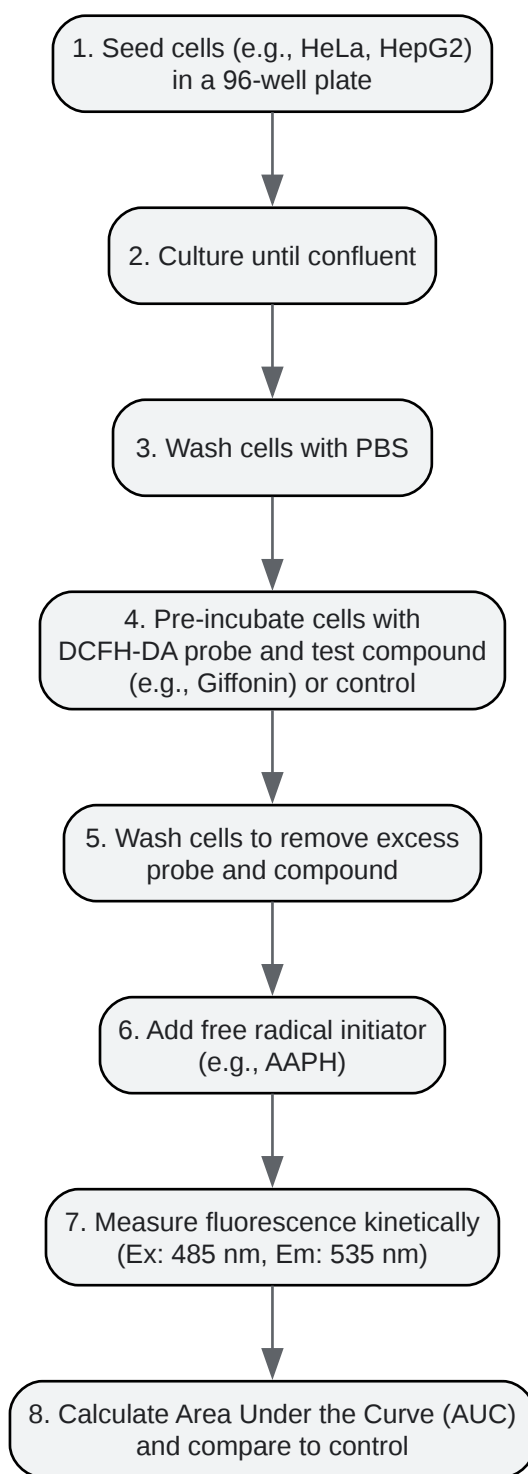 1. Seed cells (e.g., HeLa, HepG2)
in a 96-well plate
2. Culture until confluent
3. Wash cells with PBS
4. Pre-incubate cells with
DCFH-DA probe and test compound
(e.g., Giffonin) or control
5. Wash cells to remove excess
probe and compound
6. Add free radical initiator
(e.g., AAPH)
7. Measure fluorescence kinetically
(Ex: 485 nm, Em: 535 nm)
8. Calculate Area Under the Curve (AUC)
and compare to control